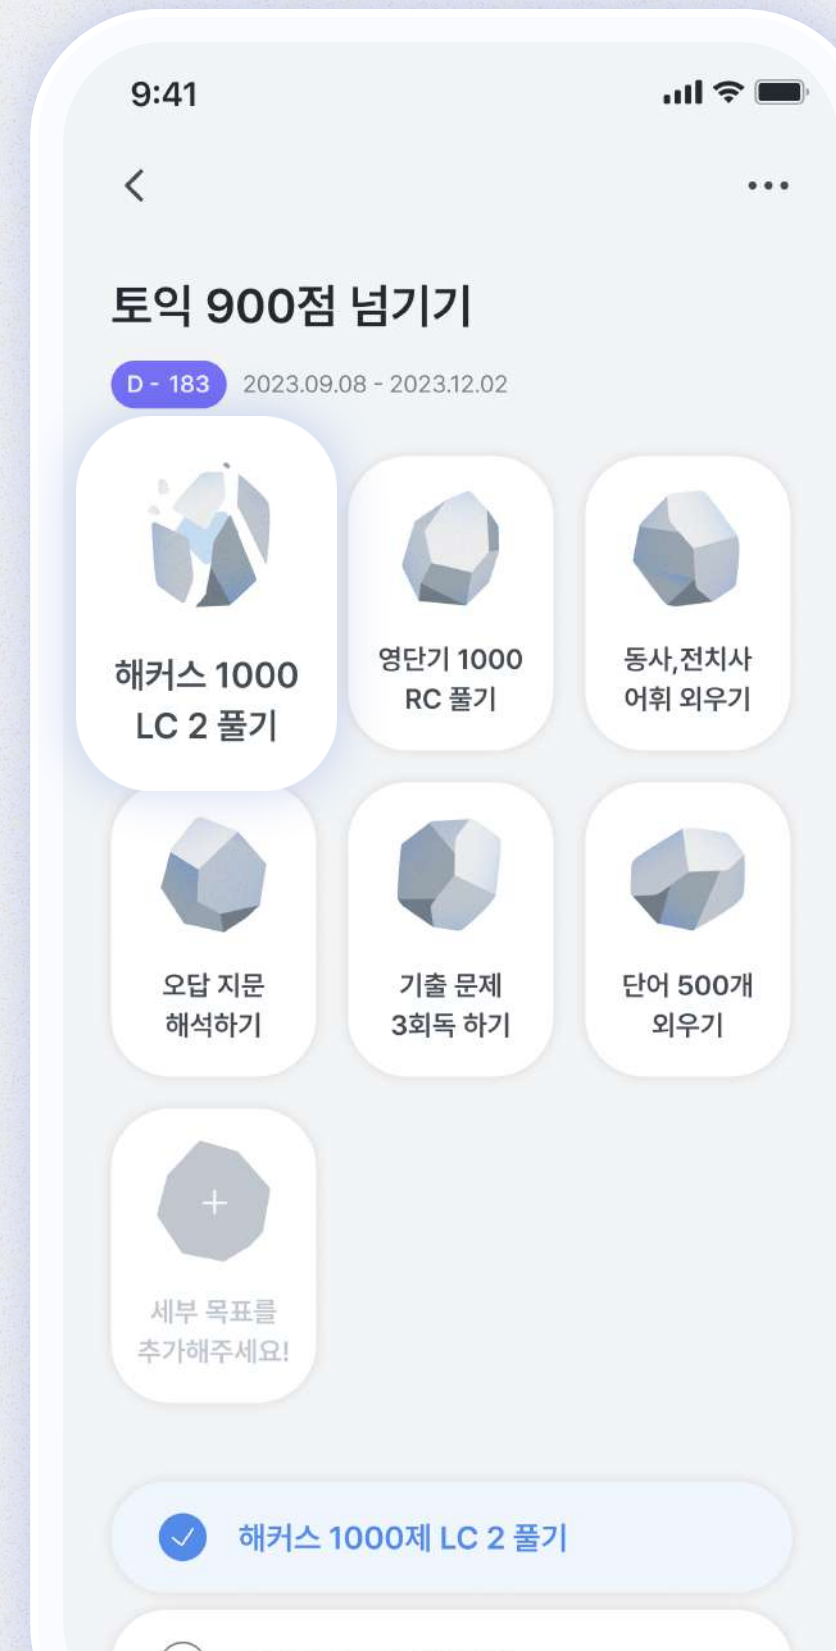 9:41
토익 900점 넘기기
D - 183 2023.09.08 - 2023.12.02
해커스 1000
LC 2 풀기
영단기 1000
RC 풀기
동사,전치사
어휘 외우기
오답 지문
해석하기
기출 문제
3회독 하기
단어 500개
외우기
+
세부 목표를
추가해주세요!
해커스 1000제 LC 2 풀기